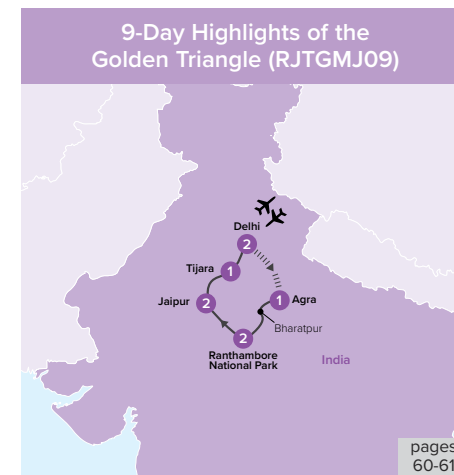 9-Day Highlights of the
Golden Triangle (RJTGMJ09)
Delhi
2
Tijara
1
Jaipur
2
1
Agra
Bharatpur
2
Ranthambore
National Park
India
pages
60-61